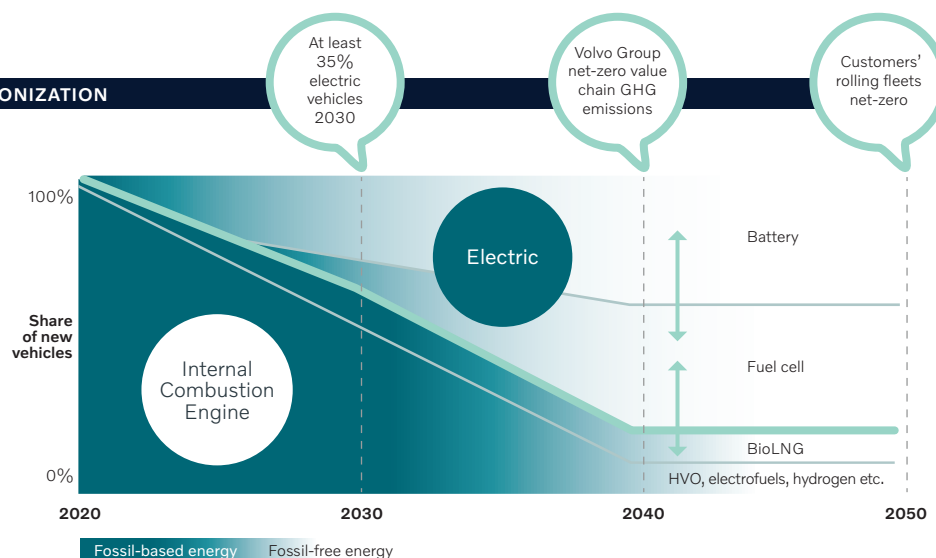 At least
35%
electric
vehicles
2030
Volvo Group
net-zero value
chain GHG
emissions
Customers’
rolling fleets
net-zero
ONIZATION
100%
Share
of new
vehicles
0%
Electric
Internal
Combustion
Engine
Battery
Fuel cell
BioLNG
HVO, electrofuels, hydrogen etc.
2020
2030
2040
2050
Fossil-based energy
Fossil-free energy